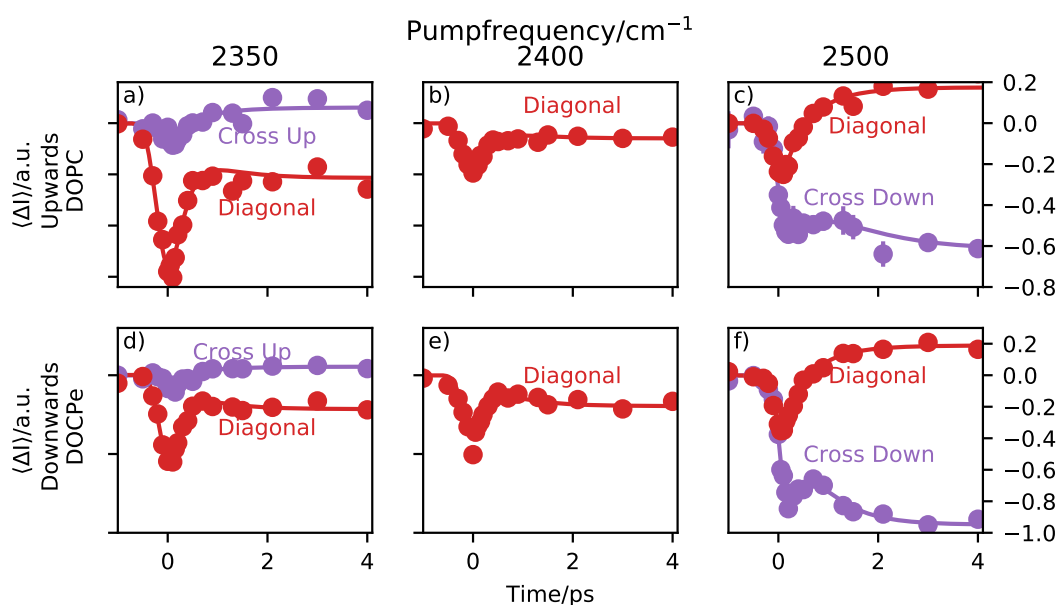 Pumpfrequency/cm⁻¹
2350 2400 2500
⟨ΔI⟩/a.u.
Upwards
DOPC
a)
Cross Up
Diagonal
b)
Diagonal
c)
Diagonal
Cross Down
0.2
0.0
−0.2
−0.4
−0.6
−0.8
⟨ΔI⟩/a.u.
Downwards
DOCPe
d)
Cross Up
Diagonal
e)
Diagonal
f)
Diagonal
Cross Down
0.2
0.0
−0.2
−0.4
−0.6
−0.8
−1.0
0 2 4
0 2 4
0 2 4
Time/ps